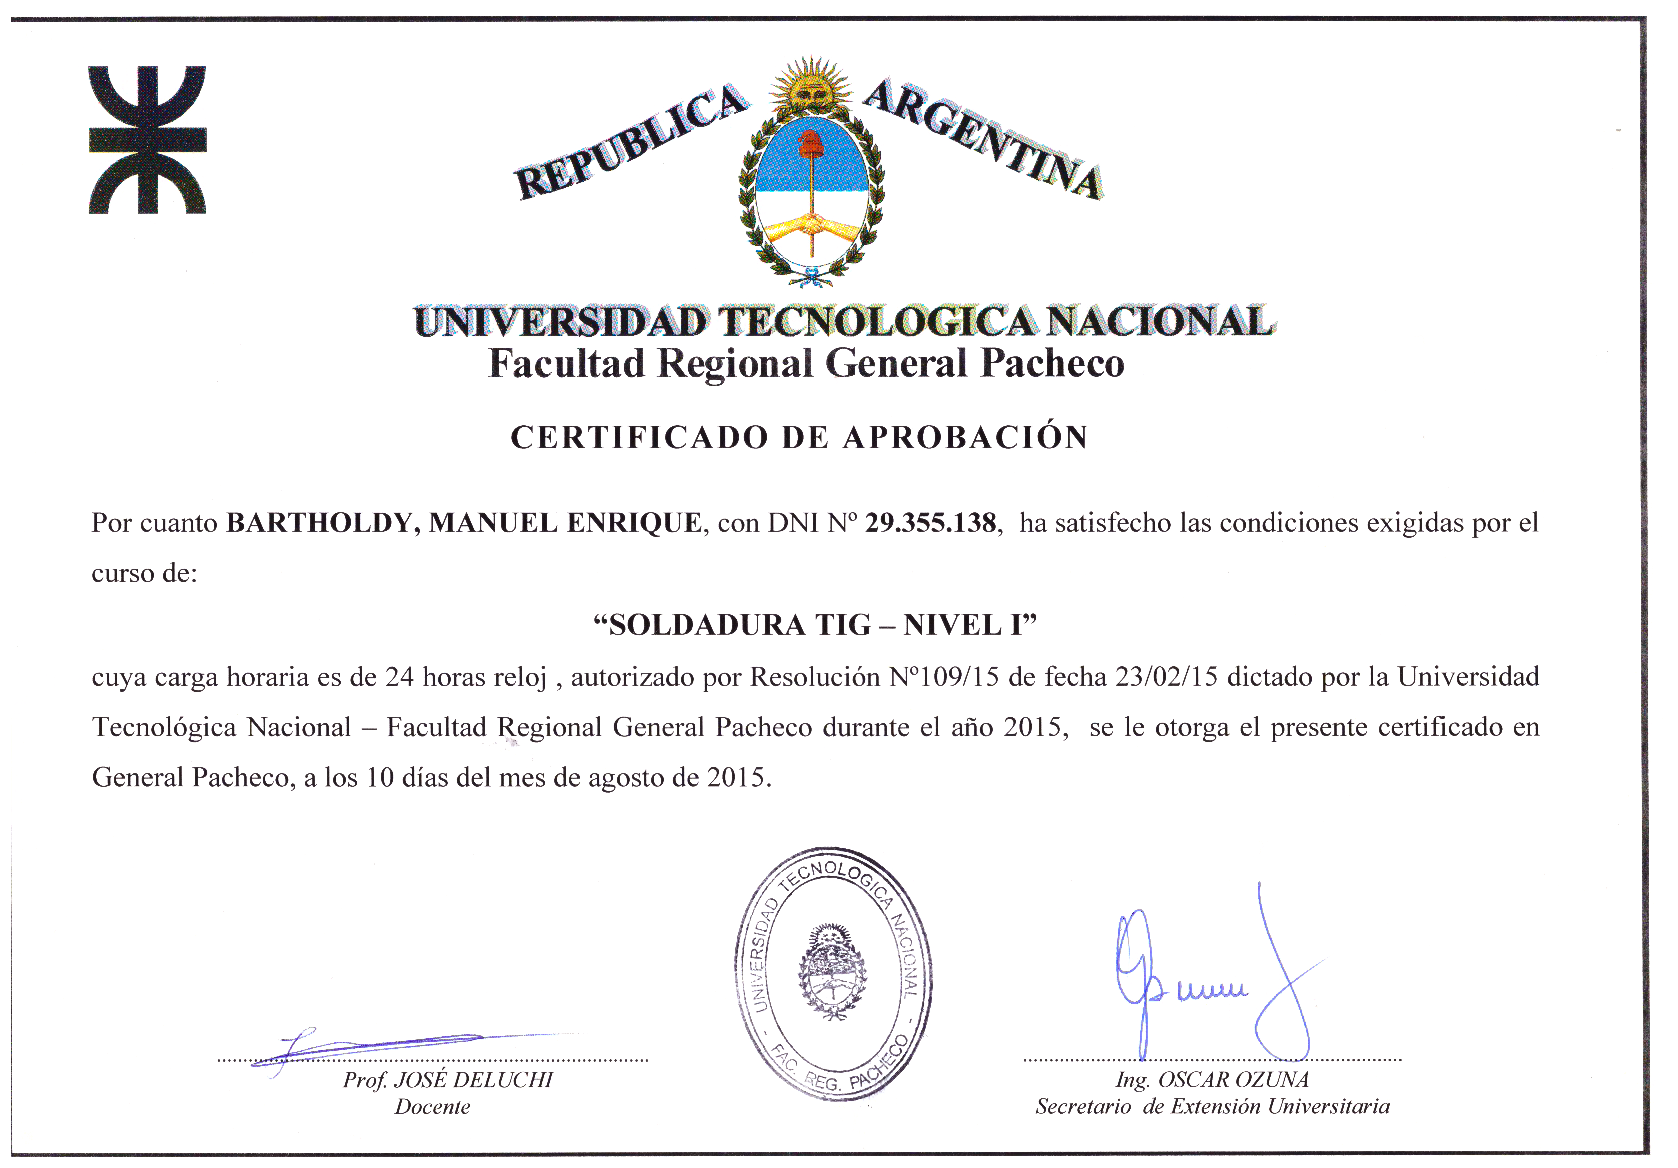 REPUBLICA ARGENTINA
UNIVERSIDAD TECNOLOGICA NACIONAL
Facultad Regional General Pacheco
CERTIFICADO DE APROBACIÓN
Por cuanto BARTHOLDY, MANUEL ENRIQUE, con DNI Nº 29.355.138, ha satisfecho las condiciones exigidas por el
curso de:
“SOLDADURA TIG – NIVEL I”
cuya carga horaria es de 24 horas reloj , autorizado por Resolución Nº109/15 de fecha 23/02/15 dictado por la Universidad
Tecnológica Nacional – Facultad Regional General Pacheco durante el año 2015, se le otorga el presente certificado en
General Pacheco, a los 10 días del mes de agosto de 2015.
- UNIVERSIDAD TECNOLOGICA NACIONAL -
FAC. REG. PACHECO
Prof. JOSÉ DELUCHI
Docente
Ing. OSCAR OZUNA
Secretario de Extensión Universitaria